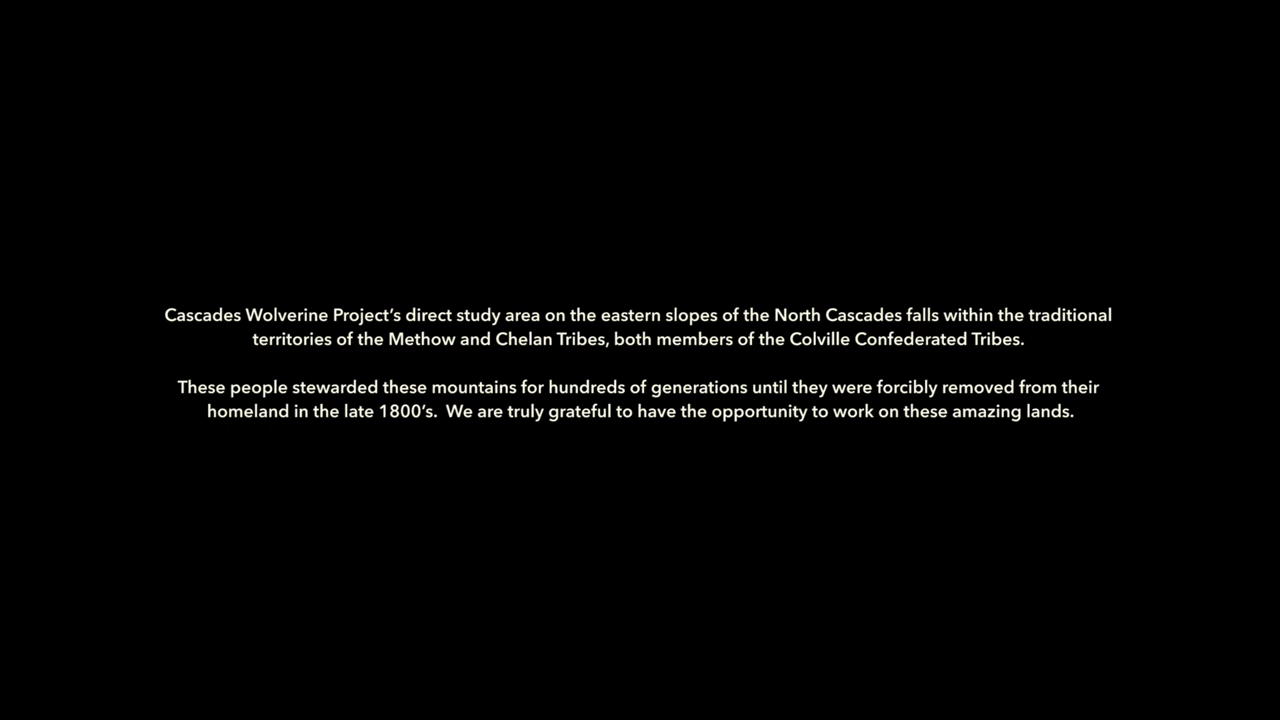 Cascades Wolverine Project’s direct study area on the eastern slopes of the North Cascades falls within the traditional
territories of the Methow and Chelan Tribes, both members of the Colville Confederated Tribes.
These people stewarded these mountains for hundreds of generations until they were forcibly removed from their
homeland in the late 1800’s.  We are truly grateful to have the opportunity to work on these amazing lands.